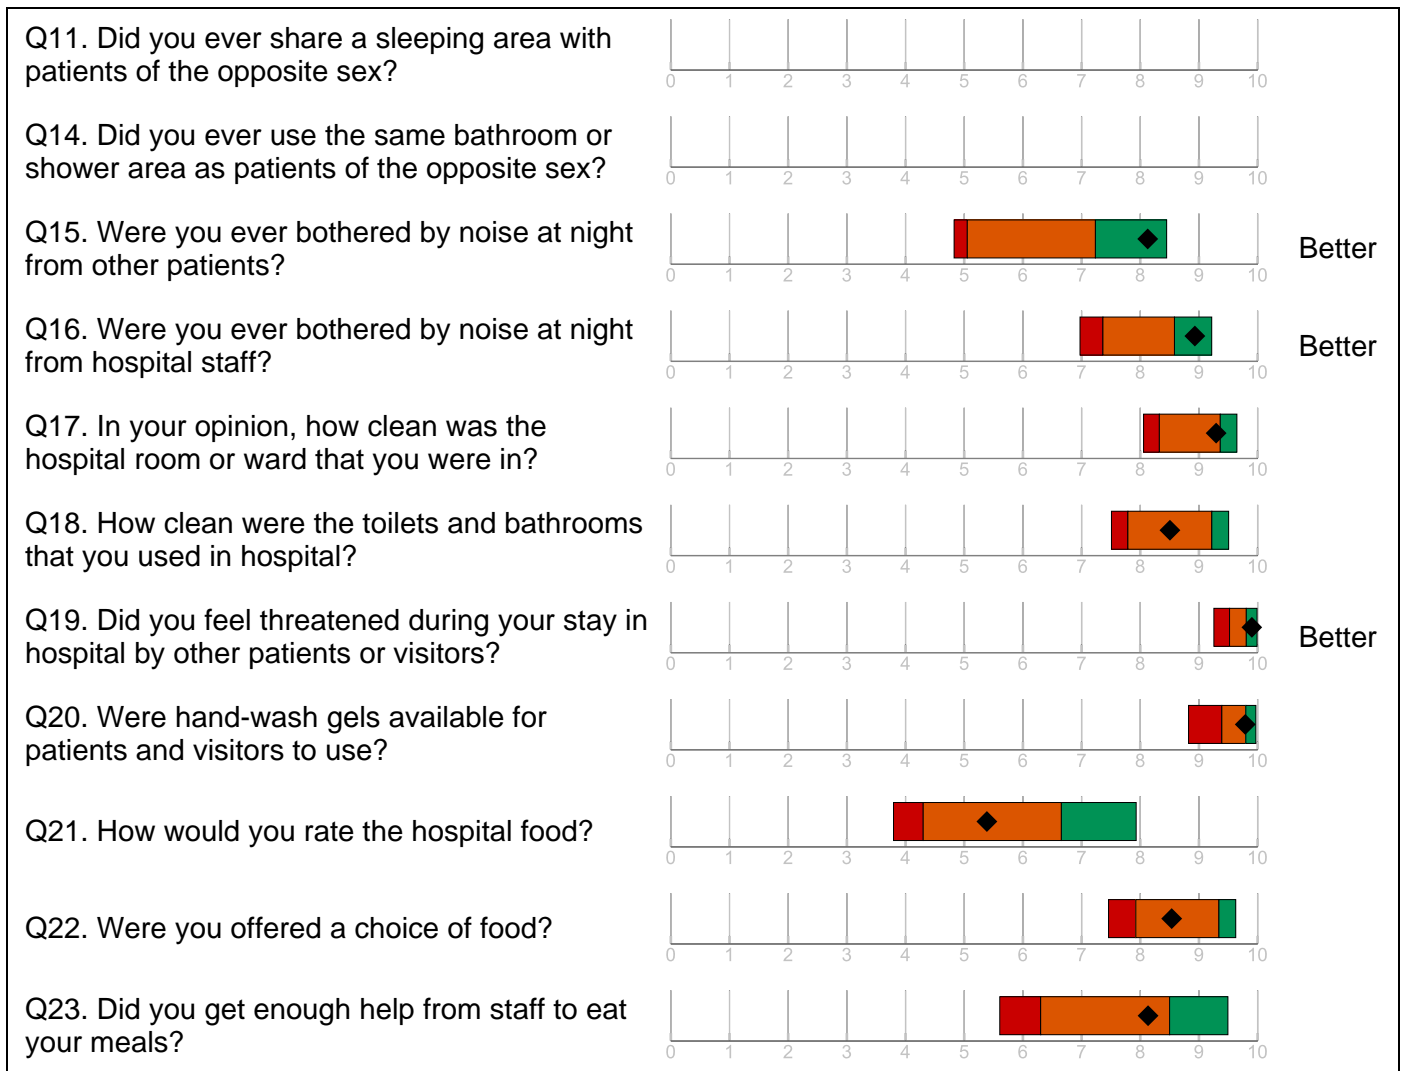 Q11. Did you ever share a sleeping area with
patients of the opposite sex?
0 1 2 3 4 5 6 7 8 9 10
Q14. Did you ever use the same bathroom or
shower area as patients of the opposite sex?
0 1 2 3 4 5 6 7 8 9 10
Q15. Were you ever bothered by noise at night
from other patients?
Better
0 1 2 3 4 5 6 7 8 9 10
Q16. Were you ever bothered by noise at night
from hospital staff?
Better
0 1 2 3 4 5 6 7 8 9 10
Q17. In your opinion, how clean was the
hospital room or ward that you were in?
0 1 2 3 4 5 6 7 8 9 10
Q18. How clean were the toilets and bathrooms
that you used in hospital?
0 1 2 3 4 5 6 7 8 9 10
Q19. Did you feel threatened during your stay in
hospital by other patients or visitors?
Better
0 1 2 3 4 5 6 7 8 9 10
Q20. Were hand-wash gels available for
patients and visitors to use?
0 1 2 3 4 5 6 7 8 9 10
Q21. How would you rate the hospital food?
0 1 2 3 4 5 6 7 8 9 10
Q22. Were you offered a choice of food?
0 1 2 3 4 5 6 7 8 9 10
Q23. Did you get enough help from staff to eat
your meals?
0 1 2 3 4 5 6 7 8 9 10